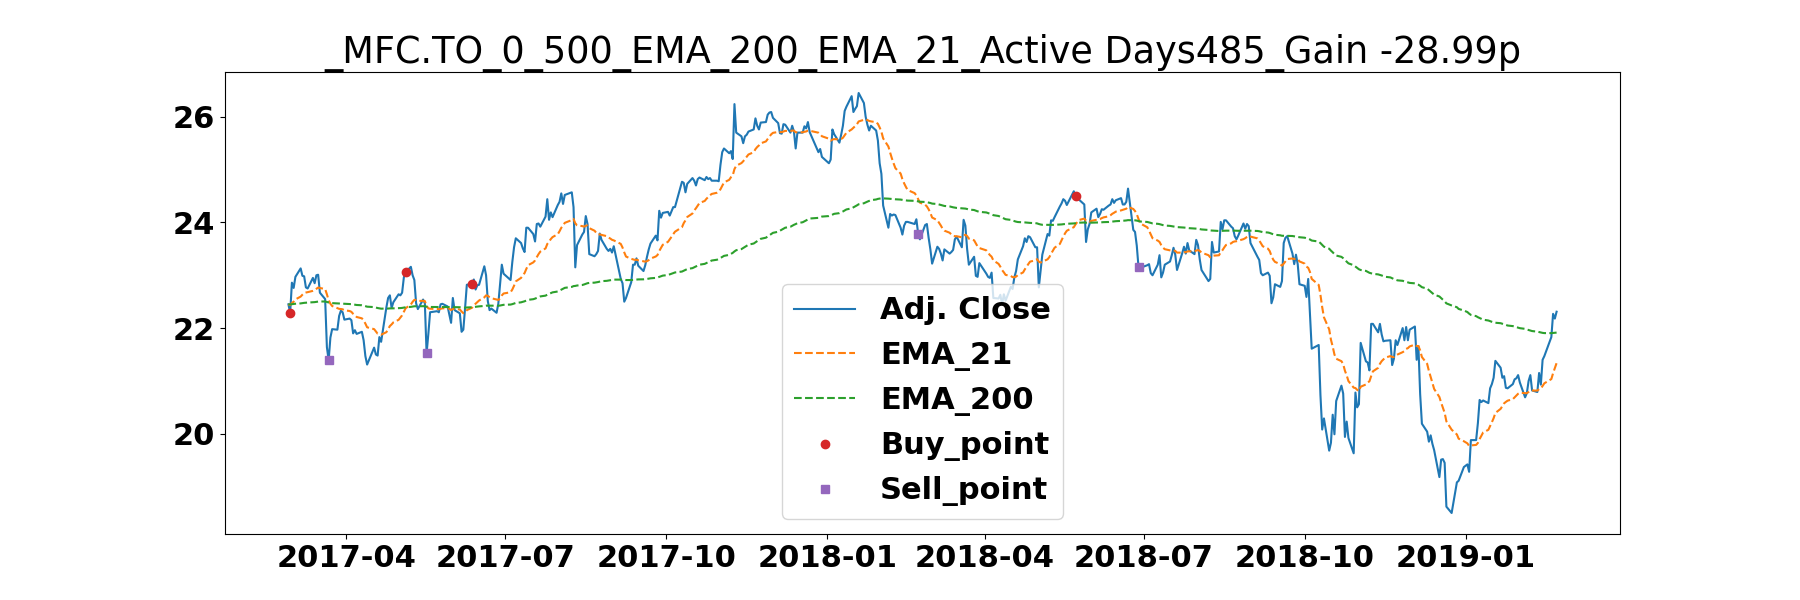 _MFC.TO_0_500_EMA_200_EMA_21_Active Days485_Gain -28.99p
26
24
22
20
Adj. Close
EMA_21
EMA_200
Buy_point
Sell_point
2017-04 2017-07 2017-10 2018-01 2018-04 2018-07 2018-10 2019-01